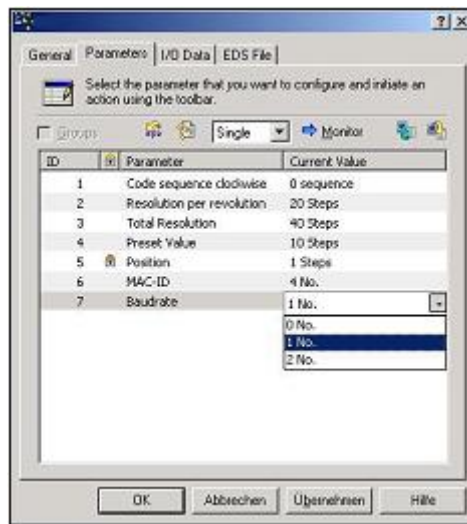 General Parameters I/O Data EDS File
Select the parameter that you want to configure and initiate an
action using the toolbar.
Groups Single Monitor
ID Parameter Current Value
1 Code sequence clockwise 0 sequence
2 Resolution per revolution 20 Steps
3 Total Resolution 40 Steps
4 Preset Value 10 Steps
5 Position 1 Steps
6 MAC-ID 4 No.
7 Baudrate 1 No.
0 No.
1 No.
2 No.
OK Abbrechen Übernehmen Hilfe